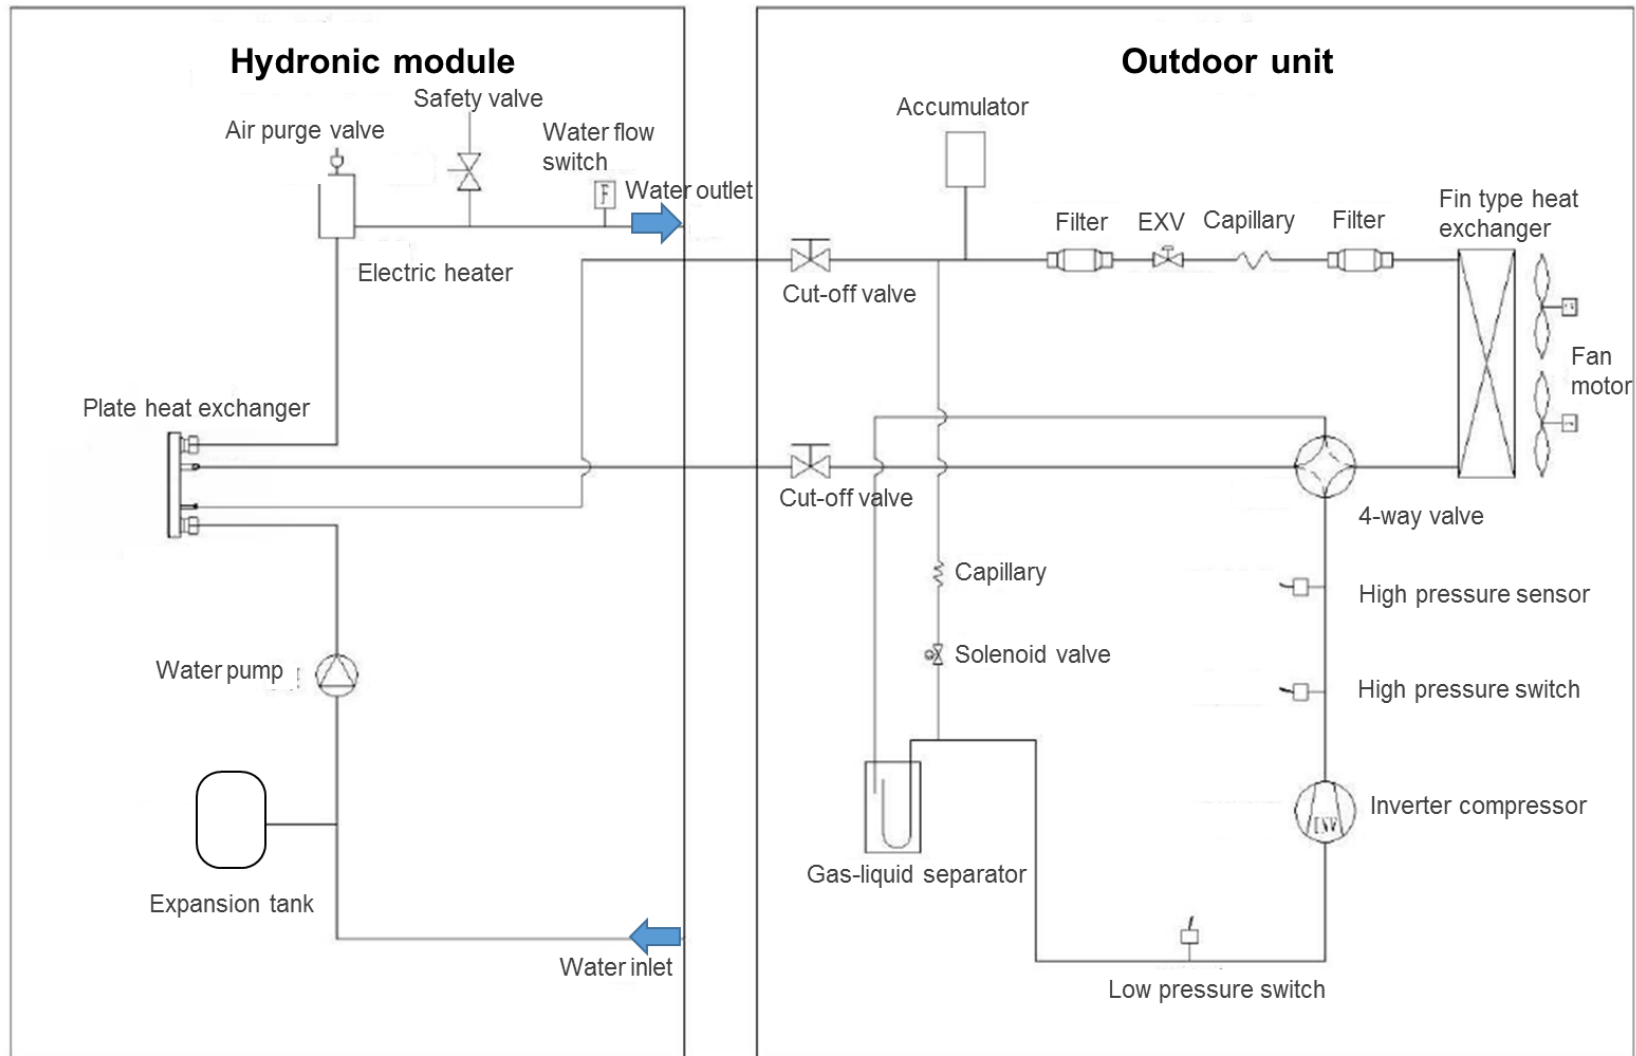 Hydronic module
Outdoor unit
Safety valve
Air purge valve
Water flow
switch
F
Water outlet
Electric heater
Accumulator
Filter
EXV
Capillary
Filter
Fin type heat
exchanger
Cut-off valve
Fan
motor
Plate heat exchanger
Cut-off valve
4-way valve
Capillary
High pressure sensor
Solenoid valve
Water pump
High pressure switch
Inverter compressor
INV
Gas-liquid separator
Expansion tank
Water inlet
Low pressure switch